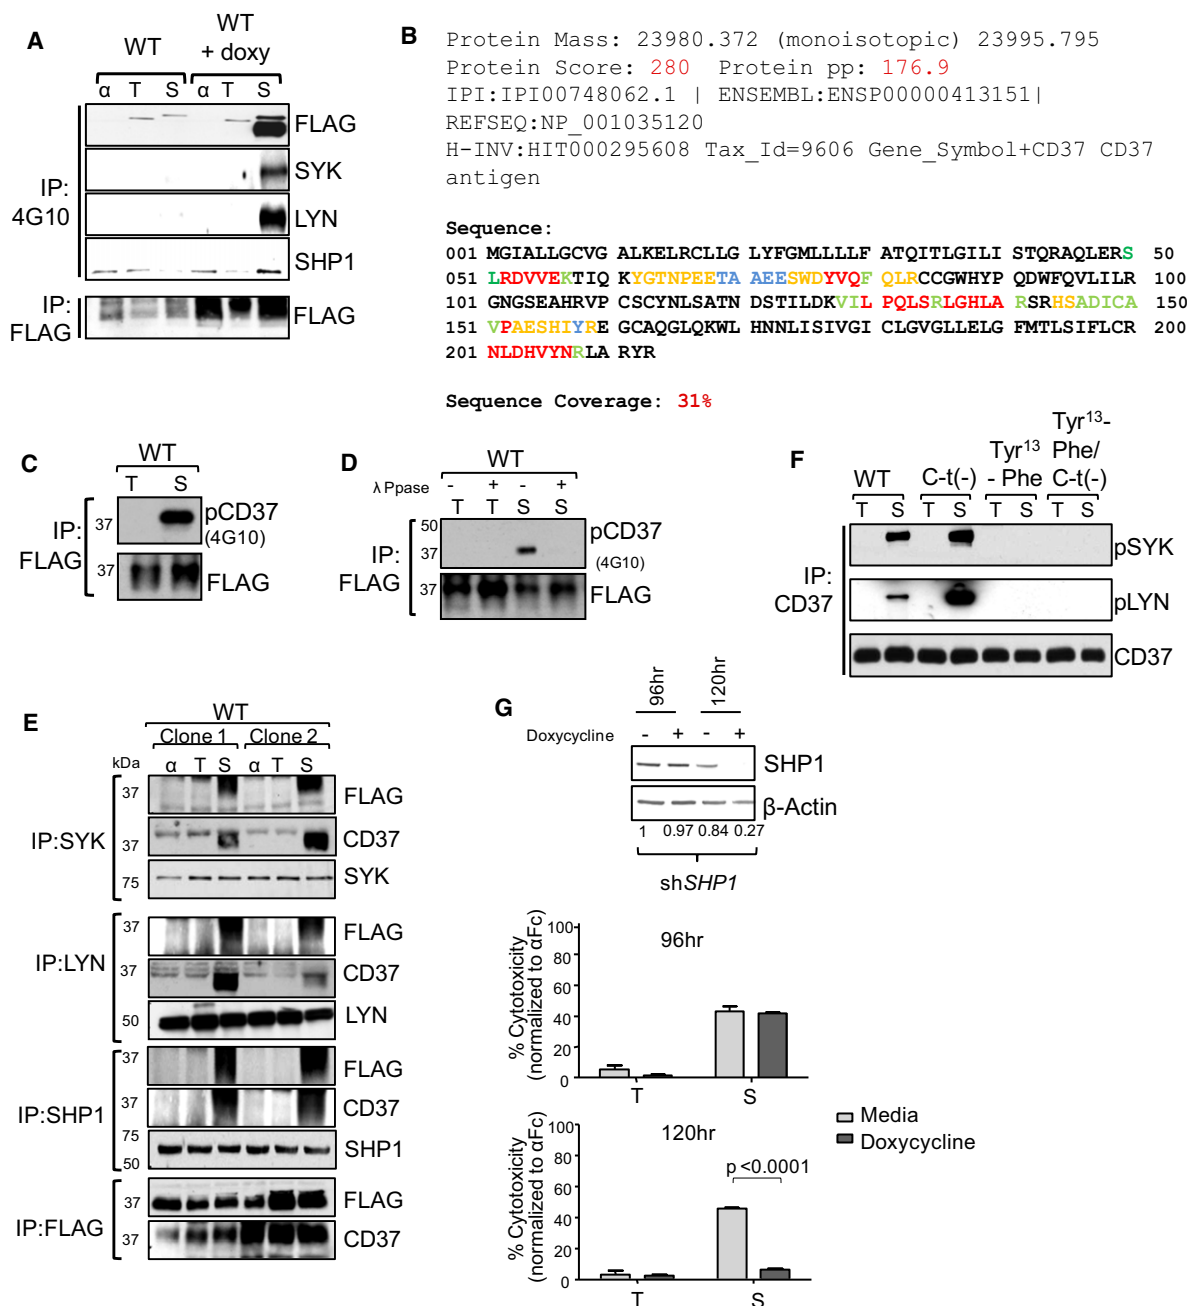 A
WT
WT
+ doxy
α T S α T S
IP:
4G10
FLAG
SYK
LYN
SHP1
IP:
FLAG
FLAG
B
Protein Mass: 23980.372 (monoisotopic) 23995.795
Protein Score: 280 Protein pp: 176.9
IPI:IPI00748062.1 | ENSEMBL:ENSP00000413151|
REFSEQ:NP_001035120
H-INV:HIT000295608 Tax_Id=9606 Gene_Symbol+CD37 CD37
antigen
Sequence:
001 MGIALLGCVG ALKELRCLLG LYFGMLLLLF ATQITLGILI STQRAQLERS 50
051 LRDVVEKTIQ KYGTNPEETA AEESWDYVQF QLRCCGWHYP QDWFQVLILR 100
101 GNGSEAHRVP CSCYNLSATN DSTILDKVIL PQLSRLGHLA RSRHSADICA 150
151 VPAESHIYRE GCAQGLQKWL HNNLISIVGI CLGVGLLELG FMTLSIFLCR 200
201 NLDHVYNRLA RYR
Sequence Coverage: 31%
C
WT
T S
IP:
FLAG
37
pCD37
(4G10)
37
FLAG
D
WT
λ Ppase - + - +
T T S S
IP:
FLAG
50
37
pCD37
(4G10)
37
FLAG
F
WT
C-t(-)
Tyr13
- Phe
Tyr13-
Phe/
C-t(-)
T S T S T S T S
IP:
CD37
pSYK
pLYN
CD37
E
WT
Clone 1 Clone 2
kDa
α T S α T S
IP:SYK
37
FLAG
37
CD37
75
SYK
IP:LYN
37
FLAG
37
CD37
50
LYN
IP:SHP1
37
FLAG
37
CD37
75
50
SHP1
IP:FLAG
37
FLAG
37
CD37
G
96hr
120hr
Doxycycline - + - +
SHP1
β-Actin
1 0.97 0.84 0.27
shSHP1
% Cytotoxicity
(normalized to αFc)
100
80
60
40
20
0
96hr
T S
% Cytotoxicity
(normalized to αFc)
100
80
60
40
20
0
120hr
p <0.0001
T S
Media
Doxycycline